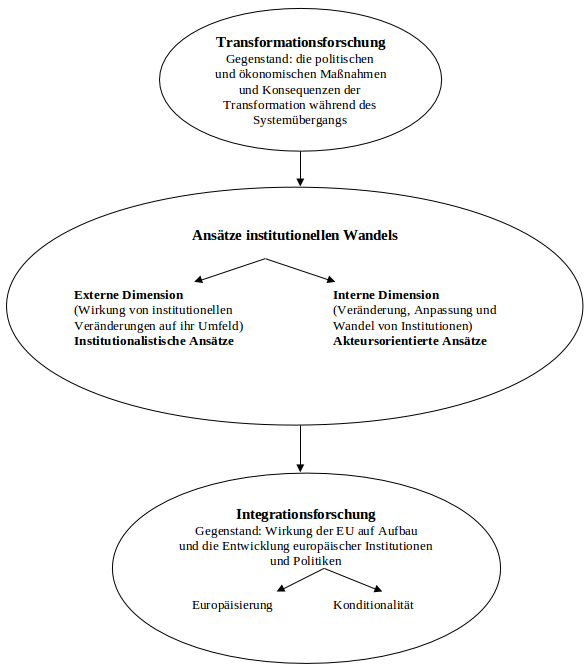 Transformationsforschung
Gegenstand: die politischen
und ökonomischen Maßnahmen
und Konsequenzen der
Transformation während des
Systemübergangs
Ansätze institutionellen Wandels
Externe Dimension
(Wirkung von institutionellen
Veränderungen auf ihr Umfeld)
Institutionalistische Ansätze
Interne Dimension
(Veränderung, Anpassung und
Wandel von Institutionen)
Akteursorientierte Ansätze
Integrationsforschung
Gegenstand: Wirkung der EU auf Aufbau
und die Entwicklung europäischer Institutionen
und Politiken
Europäisierung
Konditionalität